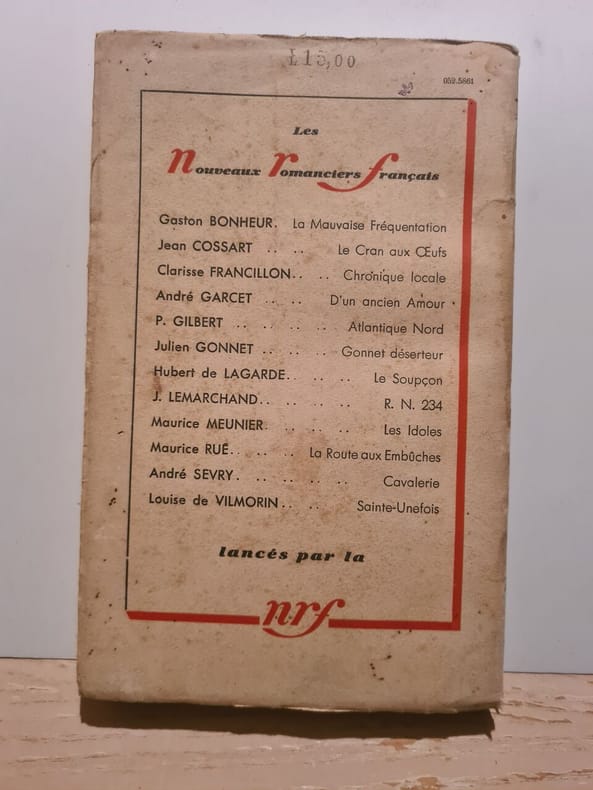 L15,00
052.5861
Les
Nouveaux romanciers français
Gaston BONHEUR. La Mauvaise Fréquentation
Jean COSSART .. .. Le Cran aux Œufs
Clarisse FRANCILLON.. .. Chronique locale
André GARCET .. .. D'un ancien Amour
P. GILBERT .. .. .. .. Atlantique Nord
Julien GONNET .. .. .. Gonnet déserteur
Hubert de LAGARDE.. .. .. Le Soupçon
J. LEMARCHAND.. .. .. .. R. N. 234
Maurice MEUNIER. .. .. .. Les Idoles
Maurice RUÉ.. .. .. La Route aux Embûches
André SEVRY. .. .. .. .. Cavalerie
Louise de VILMORIN.. .. Sainte-Unefois
lancés par la
nrf